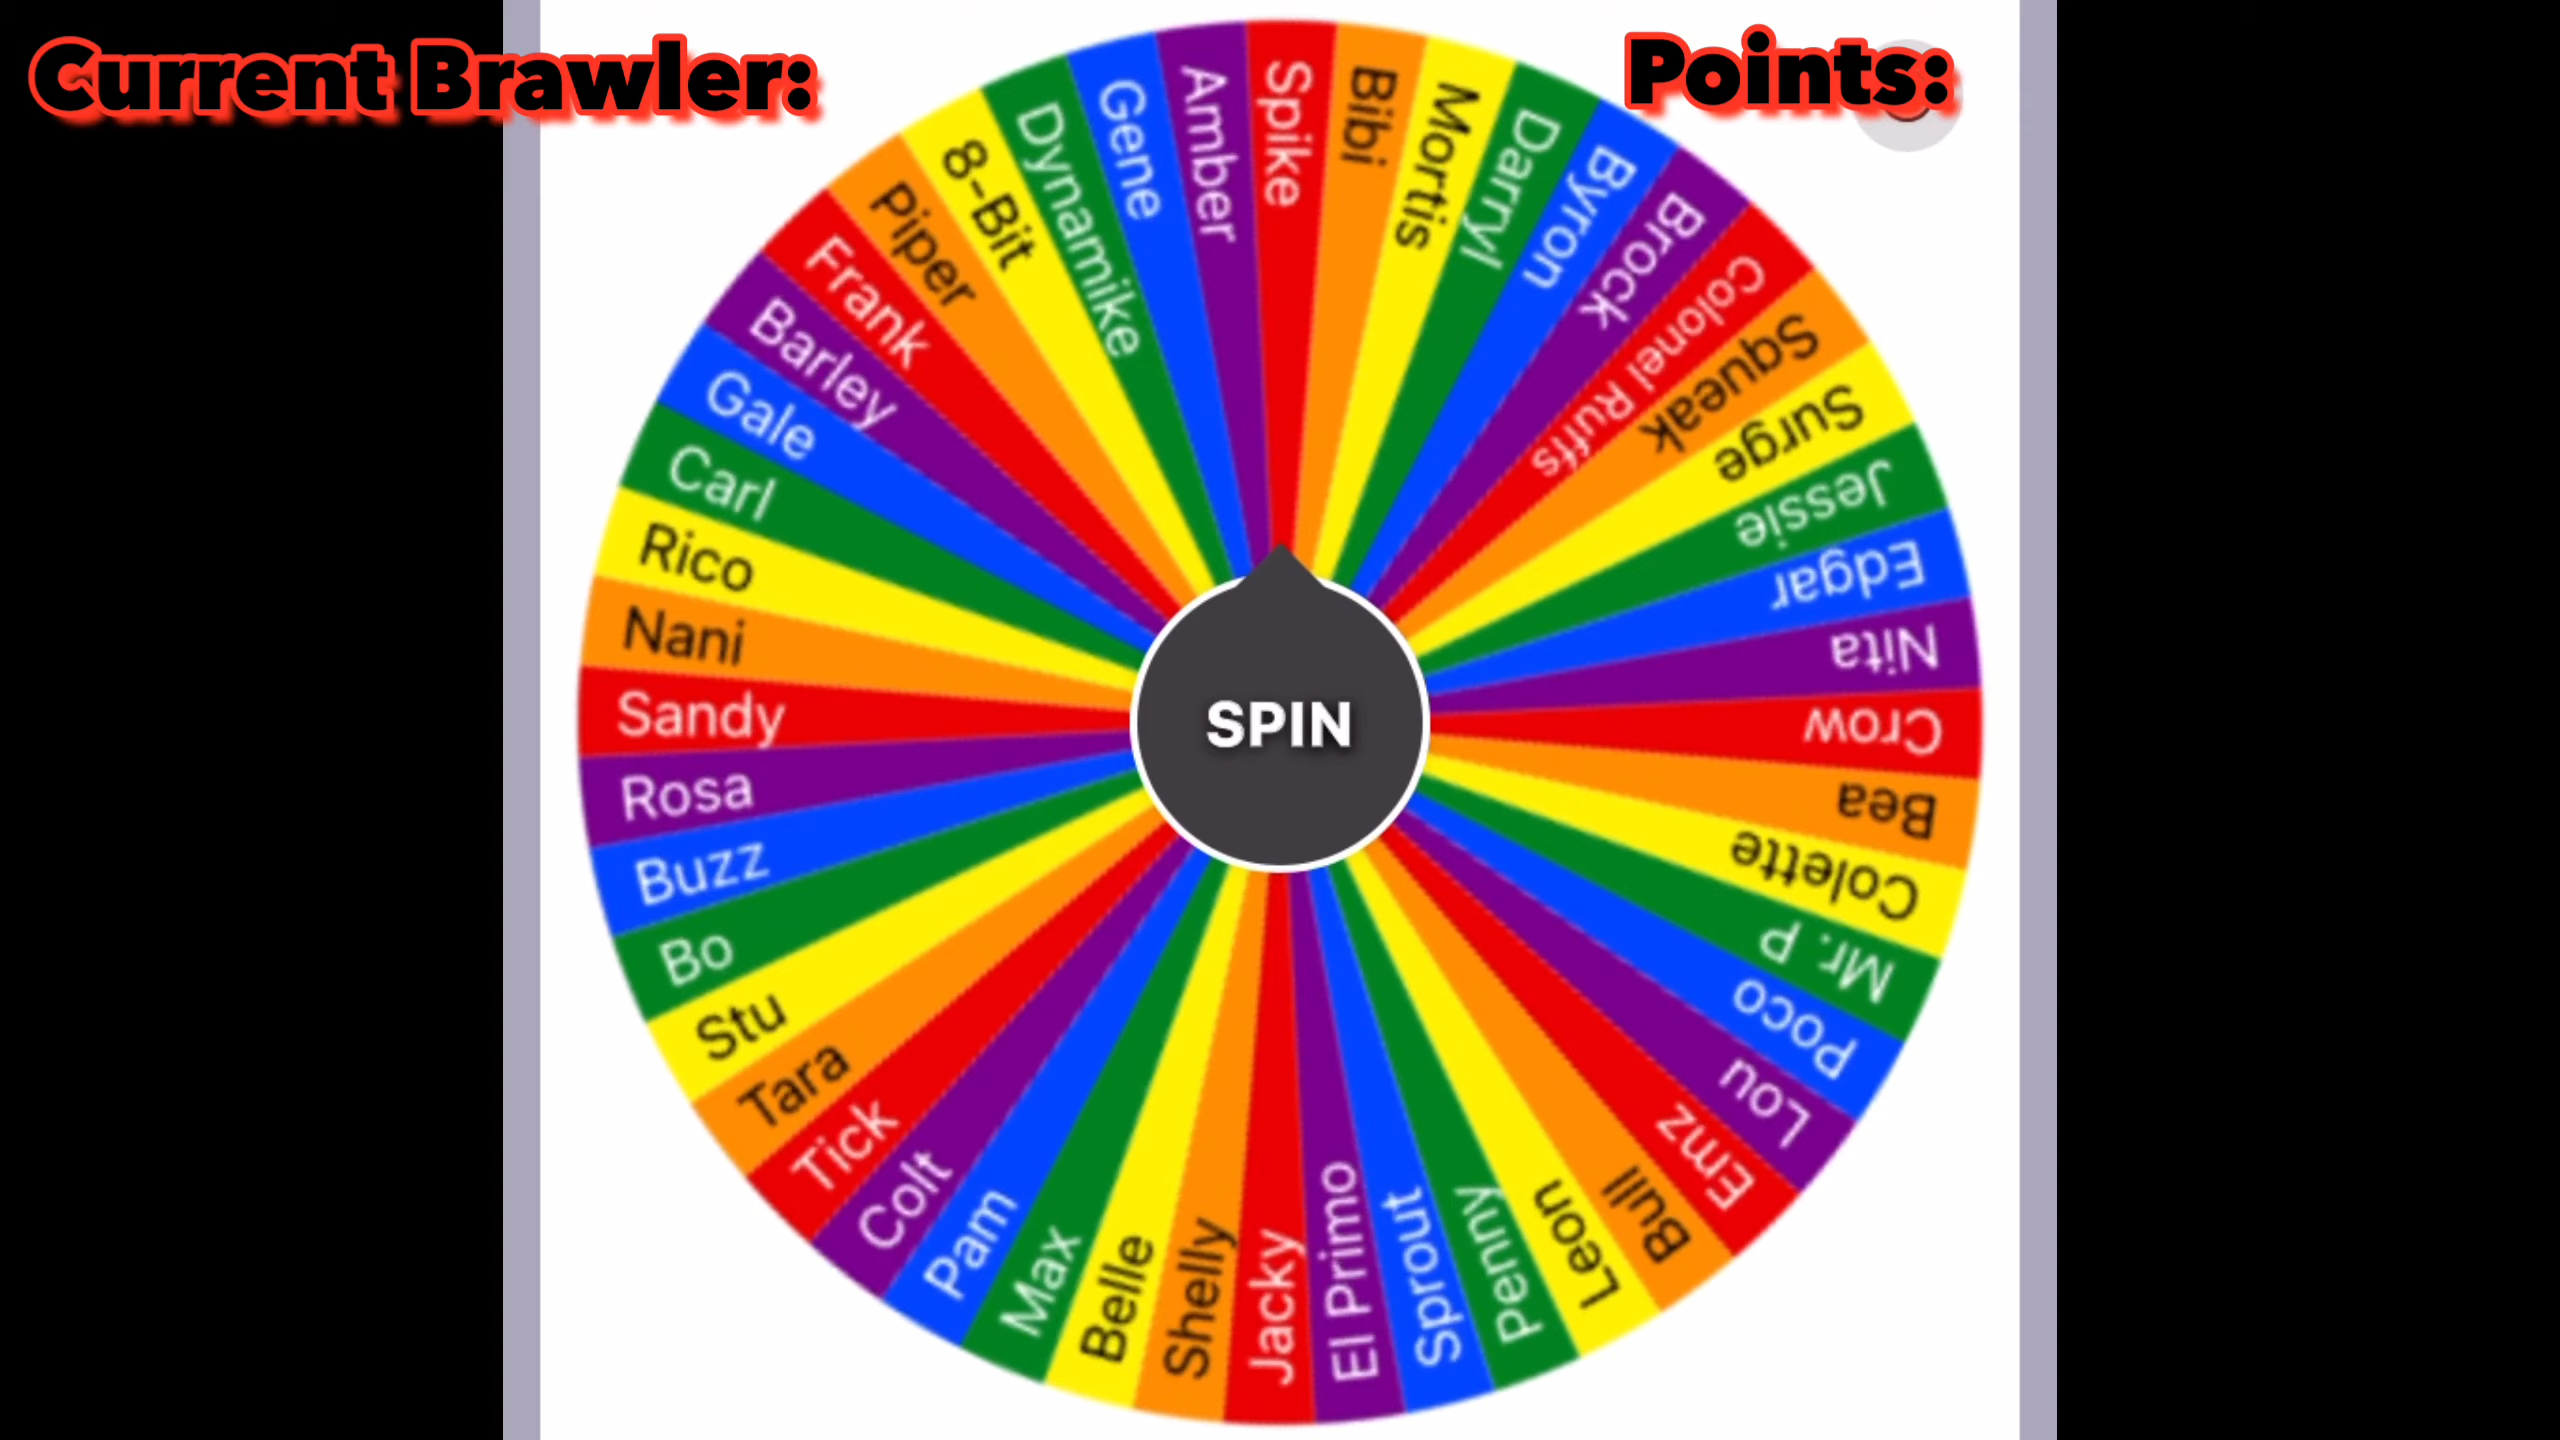 Current Brawler:
Points:
Spike
Bibi
Mortis
Darryl
Byron
Brock
Colonel Ruffs
Squeak
Surge
Jessie
Edgar
Nita
Crow
Bea
Colette
Mr. P
Poco
Lou
Emz
Bull
Leon
Penny
Sprout
El Primo
Jacky
Shelly
Belle
Max
Pam
Colt
Tick
Tara
Stu
Bo
Buzz
Rosa
Sandy
Nani
Rico
Carl
Gale
Barley
Frank
Piper
8-Bit
Dynamike
Gene
Amber
SPIN